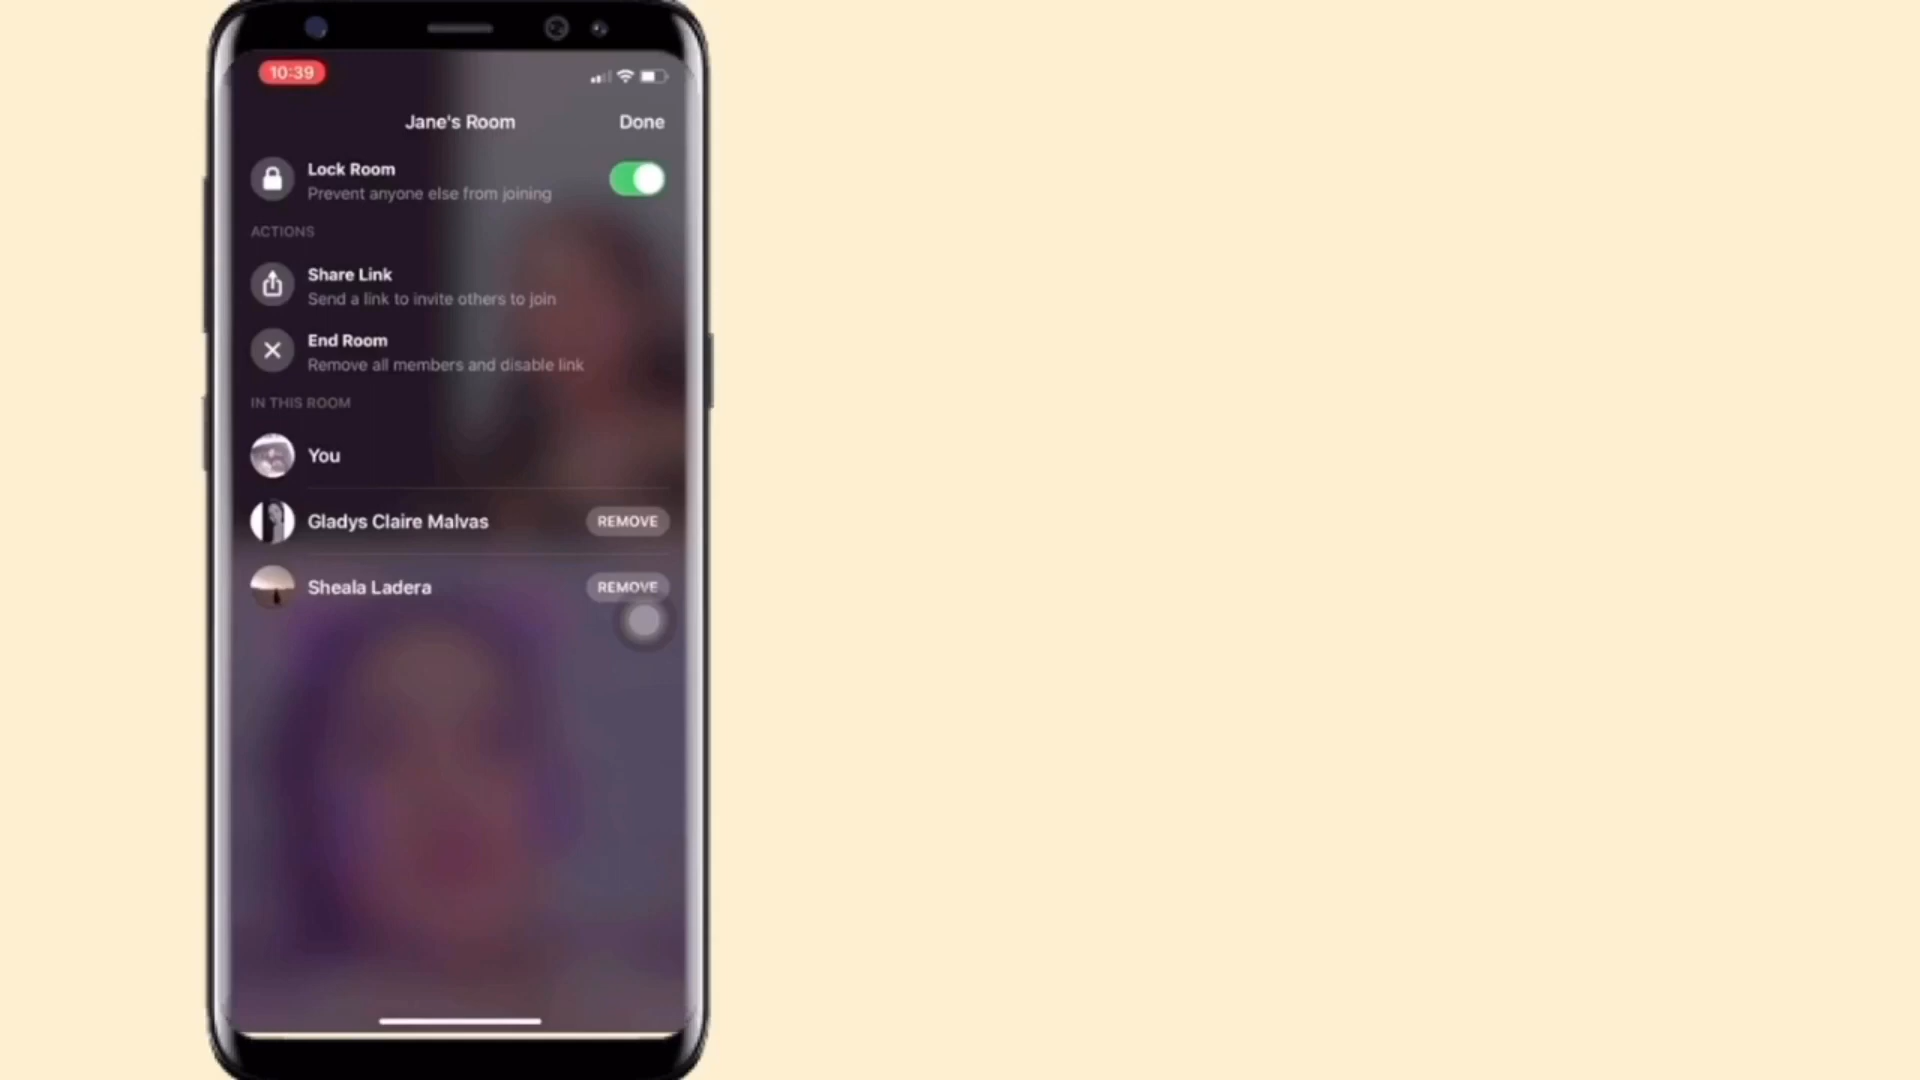 10:39
Jane's Room
Done
Lock Room
Prevent anyone else from joining
ACTIONS
Share Link
Send a link to invite others to join
End Room
Remove all members and disable link
IN THIS ROOM
You
Gladys Claire Malvas
REMOVE
Sheala Ladera
REMOVE